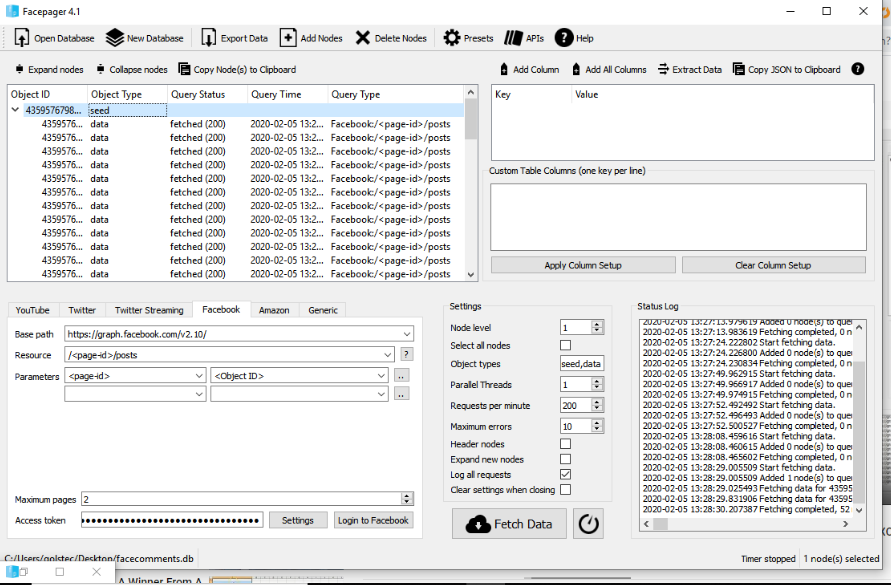 Facepager 4.1
Open Database New Database Export Data Add Nodes Delete Nodes Presets APIs Help
Expand nodes Collapse nodes Copy Node(s) to Clipboard
Add Column Add All Columns Extract Data Copy JSON to Clipboard
Object ID Object Type Query Status Query Time Query Type
4359576798... seed
4359576... data fetched (200) 2020-02-05 13:2... Facebook:/<page-id>/posts
4359576... data fetched (200) 2020-02-05 13:2... Facebook:/<page-id>/posts
4359576... data fetched (200) 2020-02-05 13:2... Facebook:/<page-id>/posts
4359576... data fetched (200) 2020-02-05 13:2... Facebook:/<page-id>/posts
4359576... data fetched (200) 2020-02-05 13:2... Facebook:/<page-id>/posts
4359576... data fetched (200) 2020-02-05 13:2... Facebook:/<page-id>/posts
4359576... data fetched (200) 2020-02-05 13:2... Facebook:/<page-id>/posts
4359576... data fetched (200) 2020-02-05 13:2... Facebook:/<page-id>/posts
4359576... data fetched (200) 2020-02-05 13:2... Facebook:/<page-id>/posts
4359576... data fetched (200) 2020-02-05 13:2... Facebook:/<page-id>/posts
4359576... data fetched (200) 2020-02-05 13:2... Facebook:/<page-id>/posts
4359576... data fetched (200) 2020-02-05 13:2... Facebook:/<page-id>/posts
Key Value
Custom Table Columns (one key per line)
Apply Column Setup Clear Column Setup
YouTube Twitter Twitter Streaming Facebook Amazon Generic
Base path https://graph.facebook.com/v2.10/
Resource /<page-id>/posts ?
Parameters <page-id> <Object ID> ..
..
Maximum pages 2
Access token Settings Login to Facebook
Settings
Node level 1
Select all nodes
Object types seed,data
Parallel Threads 1
Requests per minute 200
Maximum errors 10
Header nodes
Expand new nodes
Log all requests
Clear settings when closing
Fetch Data
Status Log
2020-02-05 13:27:13.979619 Added 0 node(s) to que
2020-02-05 13:27:13.983619 Fetching completed, 0 n
2020-02-05 13:27:24.222802 Start fetching data.
2020-02-05 13:27:24.226800 Added 0 node(s) to que
2020-02-05 13:27:24.230834 Fetching completed, 0 n
2020-02-05 13:27:49.962915 Start fetching data.
2020-02-05 13:27:49.966917 Added 0 node(s) to que
2020-02-05 13:27:49.974915 Fetching completed, 0 n
2020-02-05 13:27:52.492492 Start fetching data.
2020-02-05 13:27:52.496493 Added 0 node(s) to que
2020-02-05 13:27:52.500527 Fetching completed, 0 n
2020-02-05 13:28:08.459616 Start fetching data.
2020-02-05 13:28:08.460615 Added 0 node(s) to que
2020-02-05 13:28:08.465602 Fetching completed, 0 n
2020-02-05 13:28:29.005509 Start fetching data.
2020-02-05 13:28:29.005509 Added 1 node(s) to que
2020-02-05 13:28:29.025493 Fetching data for 43595
2020-02-05 13:28:29.831906 Fetching data for 43595
2020-02-05 13:28:30.207387 Fetching completed, 52
C:/Users/golstec/Desktop/facecomments.db
Timer stopped 1 node(s) selected
A Winner From A